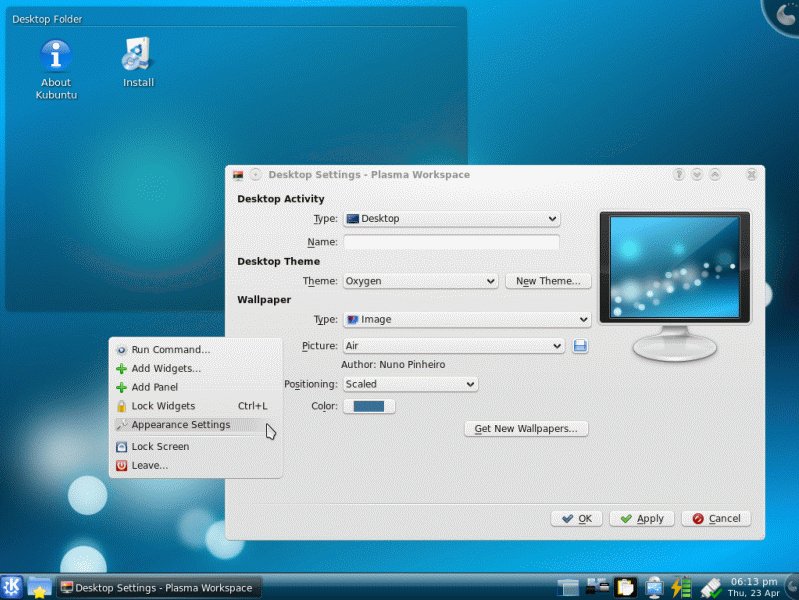 Desktop Folder
About
Kubuntu
Install
Desktop Settings - Plasma Workspace
Desktop Activity
Type: Desktop
Name:
Desktop Theme
Theme: Oxygen New Theme...
Wallpaper
Type: Image
Picture: Air
Author: Nuno Pinheiro
Positioning: Scaled
Color:
Get New Wallpapers...
OK Apply Cancel
Run Command...
Add Widgets...
Add Panel
Lock Widgets Ctrl+L
Appearance Settings
Lock Screen
Leave...
Desktop Settings - Plasma Workspace
06:13 pm
Thu, 23 Apr